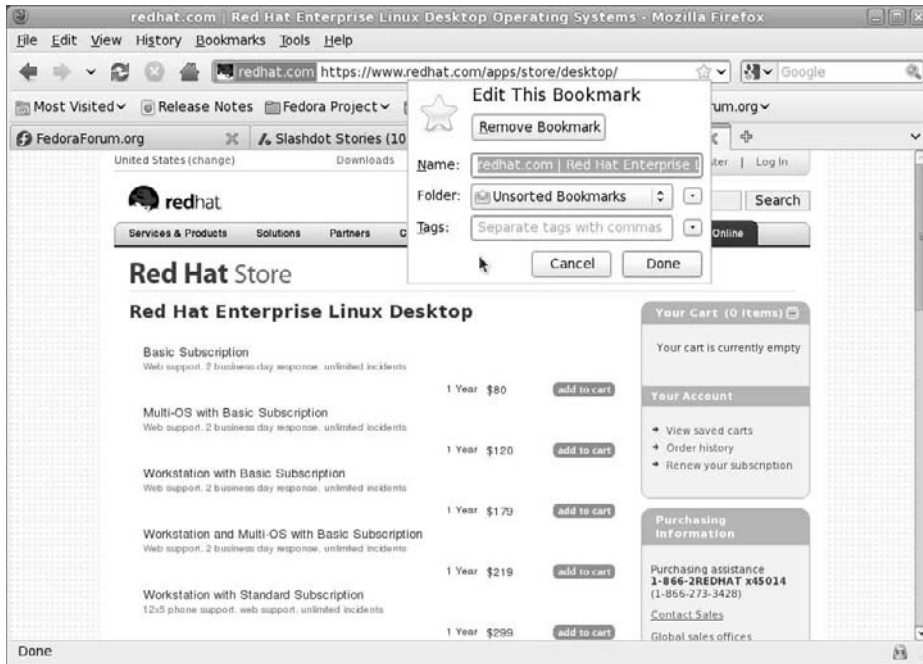 redhat.com | Red Hat Enterprise Linux Desktop Operating Systems - Mozilla Firefox
File Edit View History Bookmarks Tools Help
redhat.com https://www.redhat.com/apps/store/desktop/
Google
Most Visited Release Notes Fedora Project
um.org
FedoraForum.org
Slashdot Stories (10
Edit This Bookmark
Remove Bookmark
Name: redhat.com | Red Hat Enterprise L
Folder: Unsorted Bookmarks
Tags: Separate tags with commas
Cancel Done
United States (change) Downloads
ter | Log In
redhat
Search
Services & Products Solutions Partners C
Online
Red Hat Store
Red Hat Enterprise Linux Desktop
Basic Subscription
Web support, 2 business day response, unlimited incidents
1 Year $80 add to cart
Multi-OS with Basic Subscription
Web support, 2 business day response, unlimited incidents
1 Year $120 add to cart
Workstation with Basic Subscription
Web support, 2 business day response, unlimited incidents
1 Year $179 add to cart
Workstation and Multi-OS with Basic Subscription
Web support, 2 business day response, unlimited incidents
1 Year $219 add to cart
Workstation with Standard Subscription
12x5 phone support, web support, unlimited incidents
1 Year $299 add to cart
Your Cart (0 items)
Your cart is currently empty
Your Account
View saved carts
Order history
Renew your subscription
Purchasing Information
Purchasing assistance
1-866-2REDHAT x45014
(1-866-273-3428)
Contact Sales
Global sales offices
Done